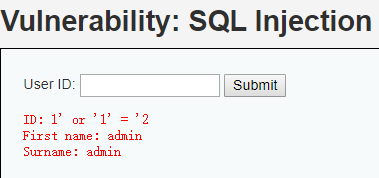 Vulnerability: SQL Injection
User ID: Submit
ID: 1' or '1' = '2
First name: admin
Surname: admin